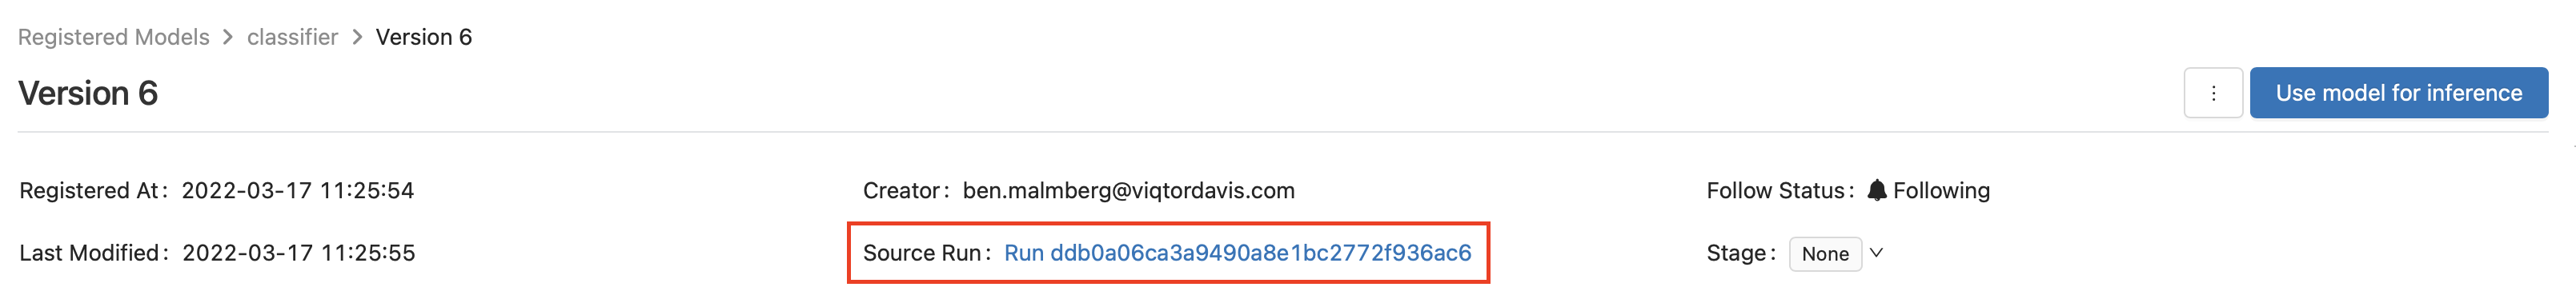 Registered Models > classifier > Version 6
Version 6
Use model for inference
Registered At: 2022-03-17 11:25:54
Creator: ben.malmberg@viqtordavis.com
Follow Status: Following
Last Modified: 2022-03-17 11:25:55
Source Run: Run ddb0a06ca3a9490a8e1bc2772f936ac6
Stage: None